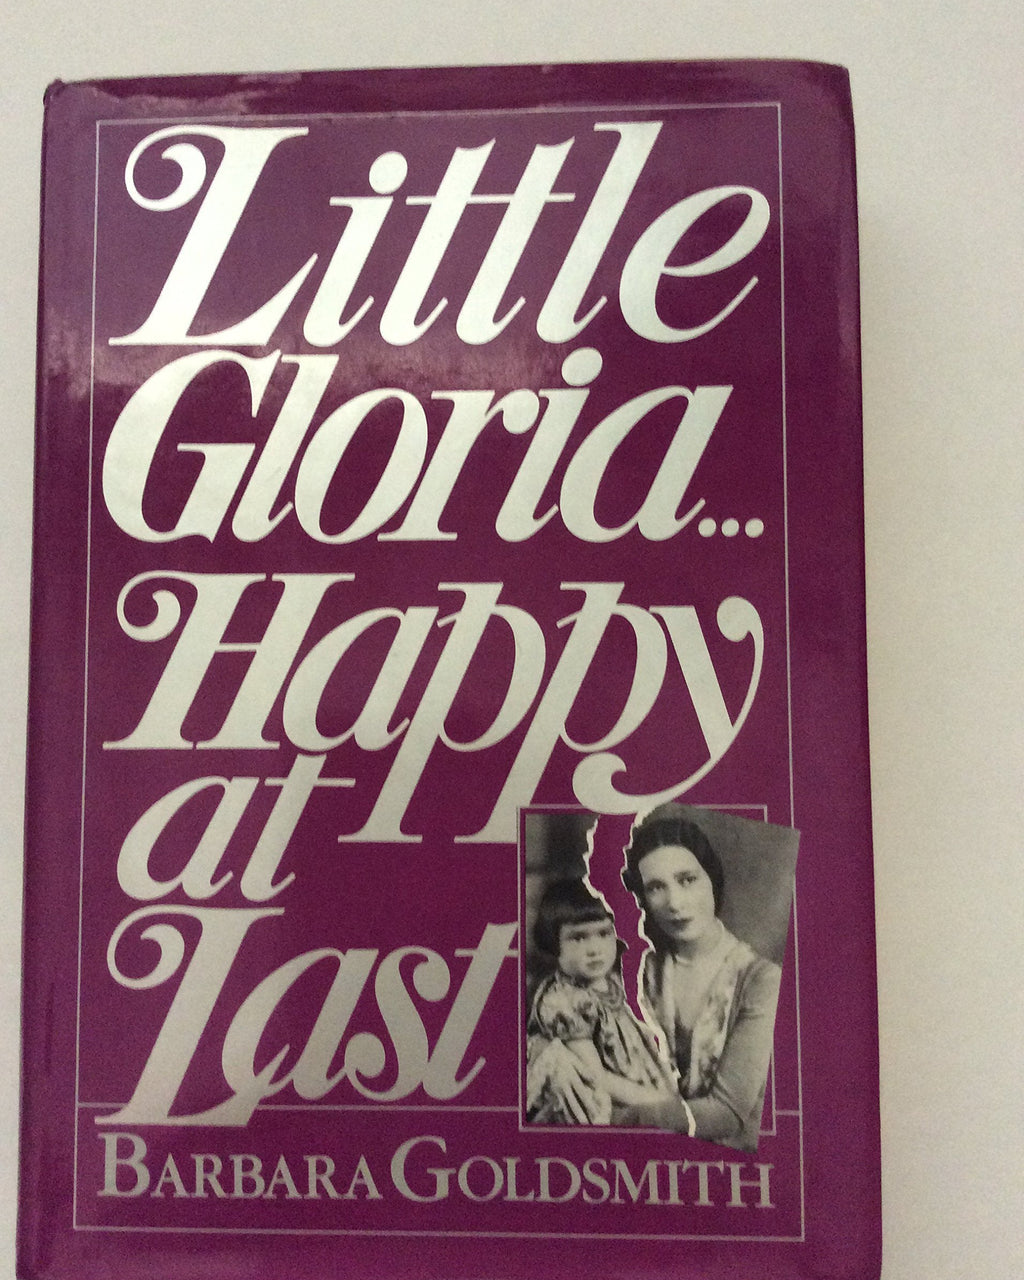 Little
Gloria...
Happy
at
Last
BARBARA GOLDSMITH